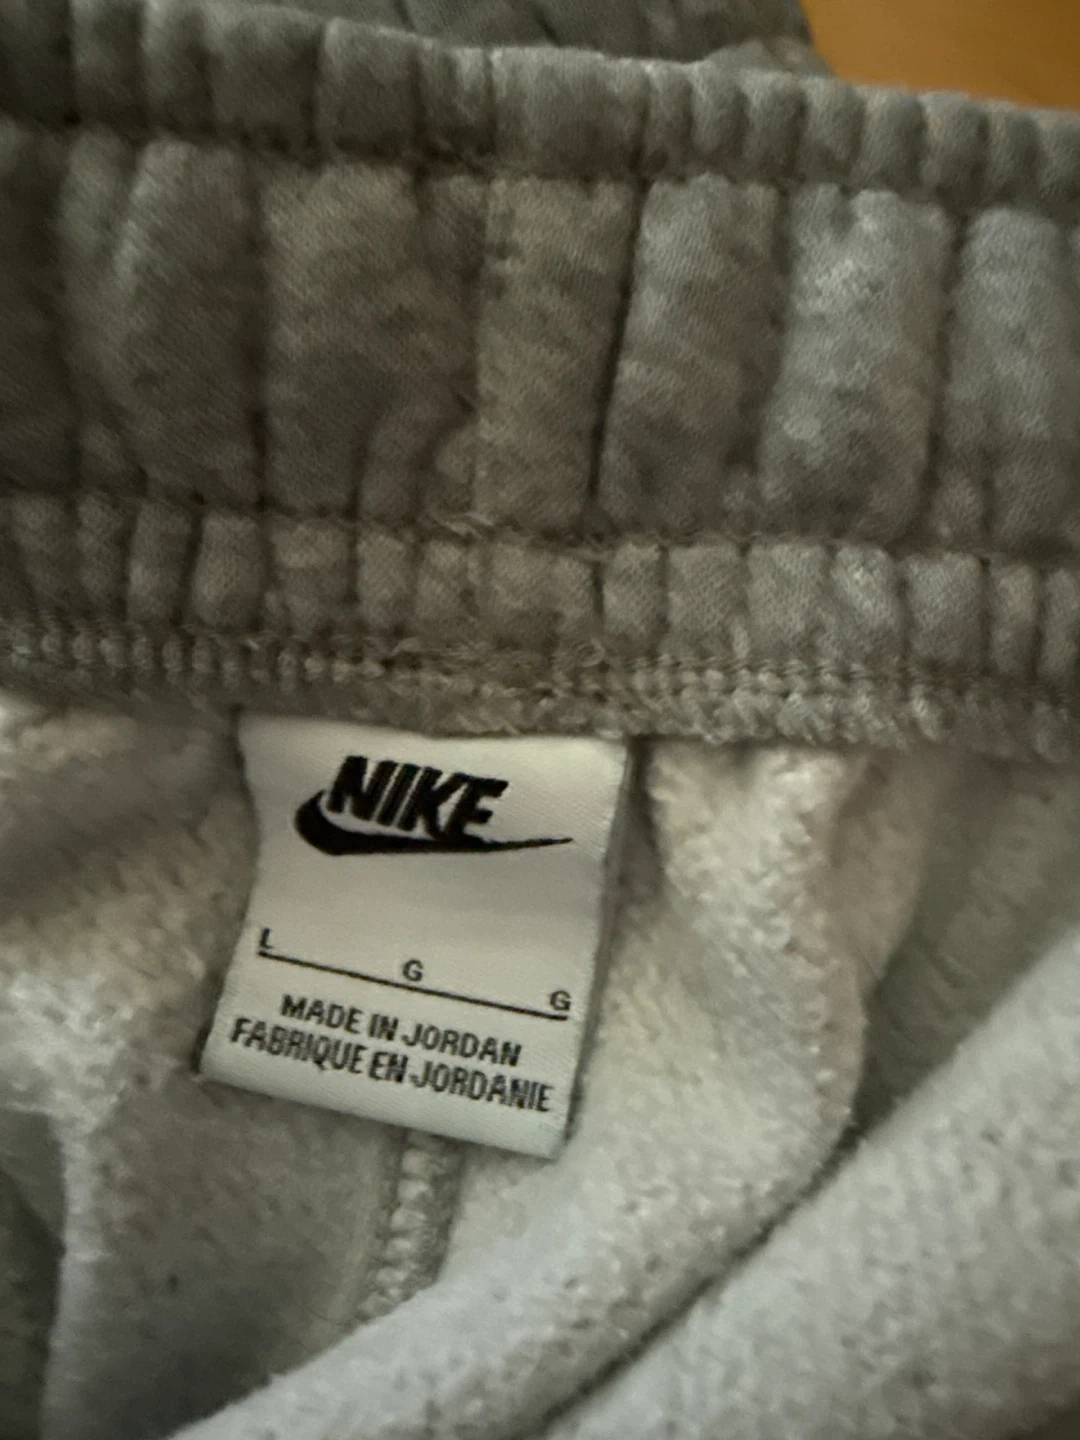 NIKE
L G G
MADE IN JORDAN
FABRIQUE EN JORDANIE